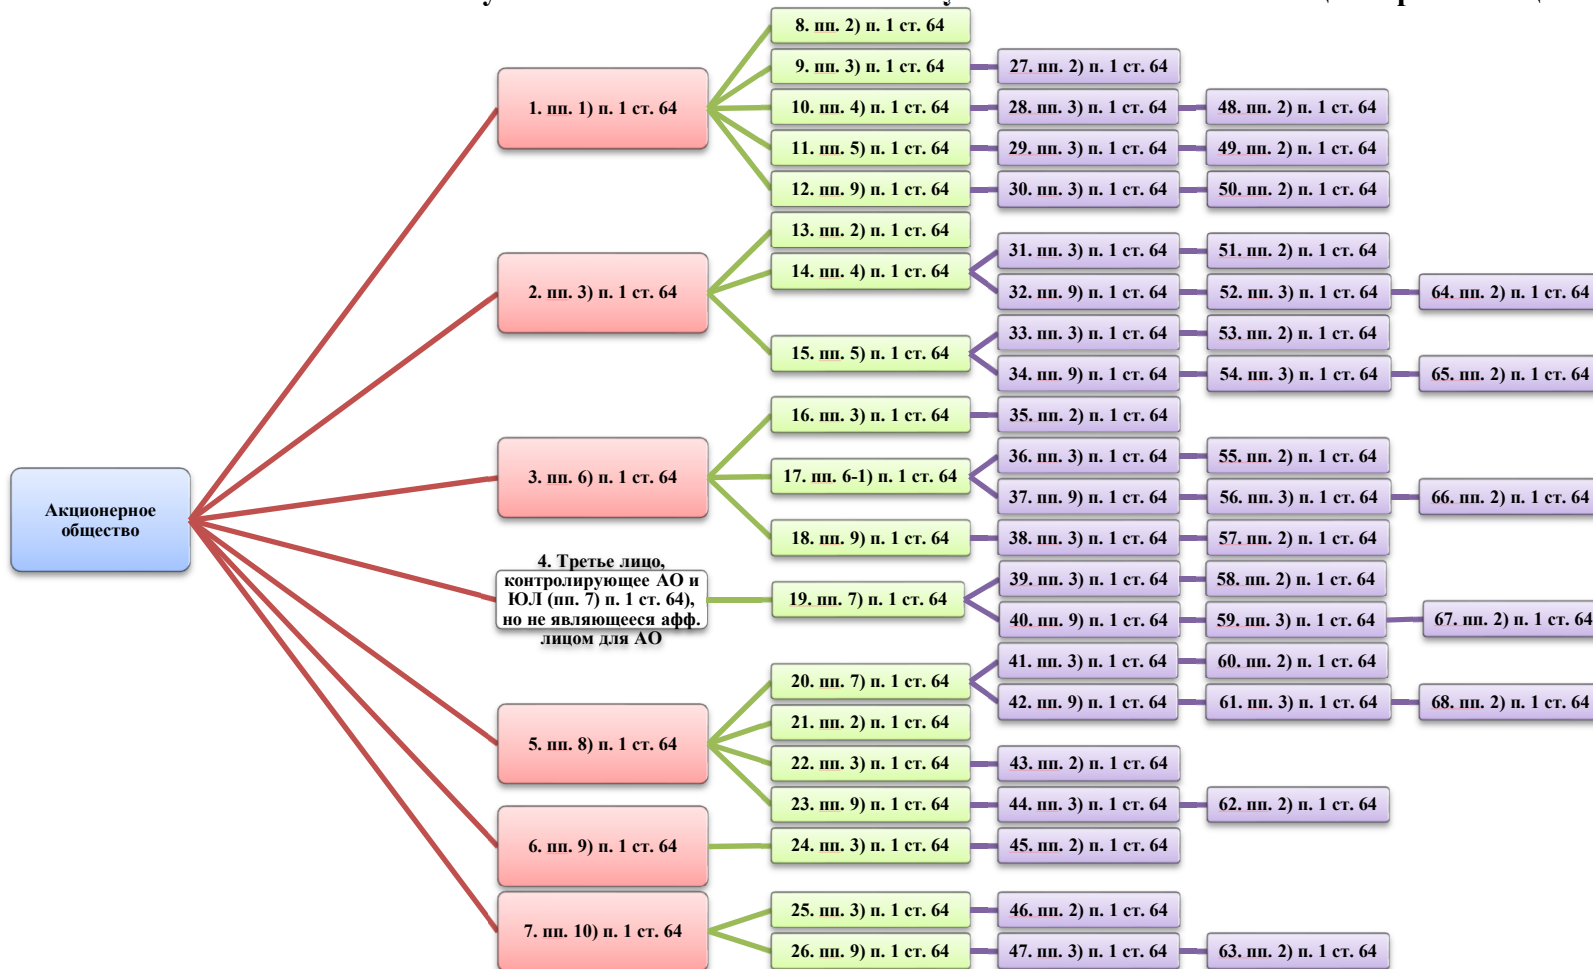 8. пп. 2) п. 1 ст. 64
9. пп. 3) п. 1 ст. 64
27. пп. 2) п. 1 ст. 64
1. пп. 1) п. 1 ст. 64
10. пп. 4) п. 1 ст. 64
28. пп. 3) п. 1 ст. 64
48. пп. 2) п. 1 ст. 64
11. пп. 5) п. 1 ст. 64
29. пп. 3) п. 1 ст. 64
49. пп. 2) п. 1 ст. 64
12. пп. 9) п. 1 ст. 64
30. пп. 3) п. 1 ст. 64
50. пп. 2) п. 1 ст. 64
13. пп. 2) п. 1 ст. 64
2. пп. 3) п. 1 ст. 64
14. пп. 4) п. 1 ст. 64
31. пп. 3) п. 1 ст. 64
51. пп. 2) п. 1 ст. 64
32. пп. 9) п. 1 ст. 64
52. пп. 3) п. 1 ст. 64
64. пп. 2) п. 1 ст. 64
15. пп. 5) п. 1 ст. 64
33. пп. 3) п. 1 ст. 64
53. пп. 2) п. 1 ст. 64
34. пп. 9) п. 1 ст. 64
54. пп. 3) п. 1 ст. 64
65. пп. 2) п. 1 ст. 64
16. пп. 3) п. 1 ст. 64
35. пп. 2) п. 1 ст. 64
3. пп. 6) п. 1 ст. 64
17. пп. 6-1) п. 1 ст. 64
36. пп. 3) п. 1 ст. 64
55. пп. 2) п. 1 ст. 64
37. пп. 9) п. 1 ст. 64
56. пп. 3) п. 1 ст. 64
66. пп. 2) п. 1 ст. 64
18. пп. 9) п. 1 ст. 64
38. пп. 3) п. 1 ст. 64
57. пп. 2) п. 1 ст. 64
Акционерное
общество
4. Третье лицо,
контролирующее АО и
ЮЛ (пп. 7) п. 1 ст. 64),
но не являющееся афф.
лицом для АО
19. пп. 7) п. 1 ст. 64
39. пп. 3) п. 1 ст. 64
58. пп. 2) п. 1 ст. 64
40. пп. 9) п. 1 ст. 64
59. пп. 3) п. 1 ст. 64
67. пп. 2) п. 1 ст. 64
20. пп. 7) п. 1 ст. 64
41. пп. 3) п. 1 ст. 64
60. пп. 2) п. 1 ст. 64
42. пп. 9) п. 1 ст. 64
61. пп. 3) п. 1 ст. 64
68. пп. 2) п. 1 ст. 64
5. пп. 8) п. 1 ст. 64
21. пп. 2) п. 1 ст. 64
22. пп. 3) п. 1 ст. 64
43. пп. 2) п. 1 ст. 64
23. пп. 9) п. 1 ст. 64
44. пп. 3) п. 1 ст. 64
62. пп. 2) п. 1 ст. 64
6. пп. 9) п. 1 ст. 64
24. пп. 3) п. 1 ст. 64
45. пп. 2) п. 1 ст. 64
7. пп. 10) п. 1 ст. 64
25. пп. 3) п. 1 ст. 64
46. пп. 2) п. 1 ст. 64
26. пп. 9) п. 1 ст. 64
47. пп. 3) п. 1 ст. 64
63. пп. 2) п. 1 ст. 64